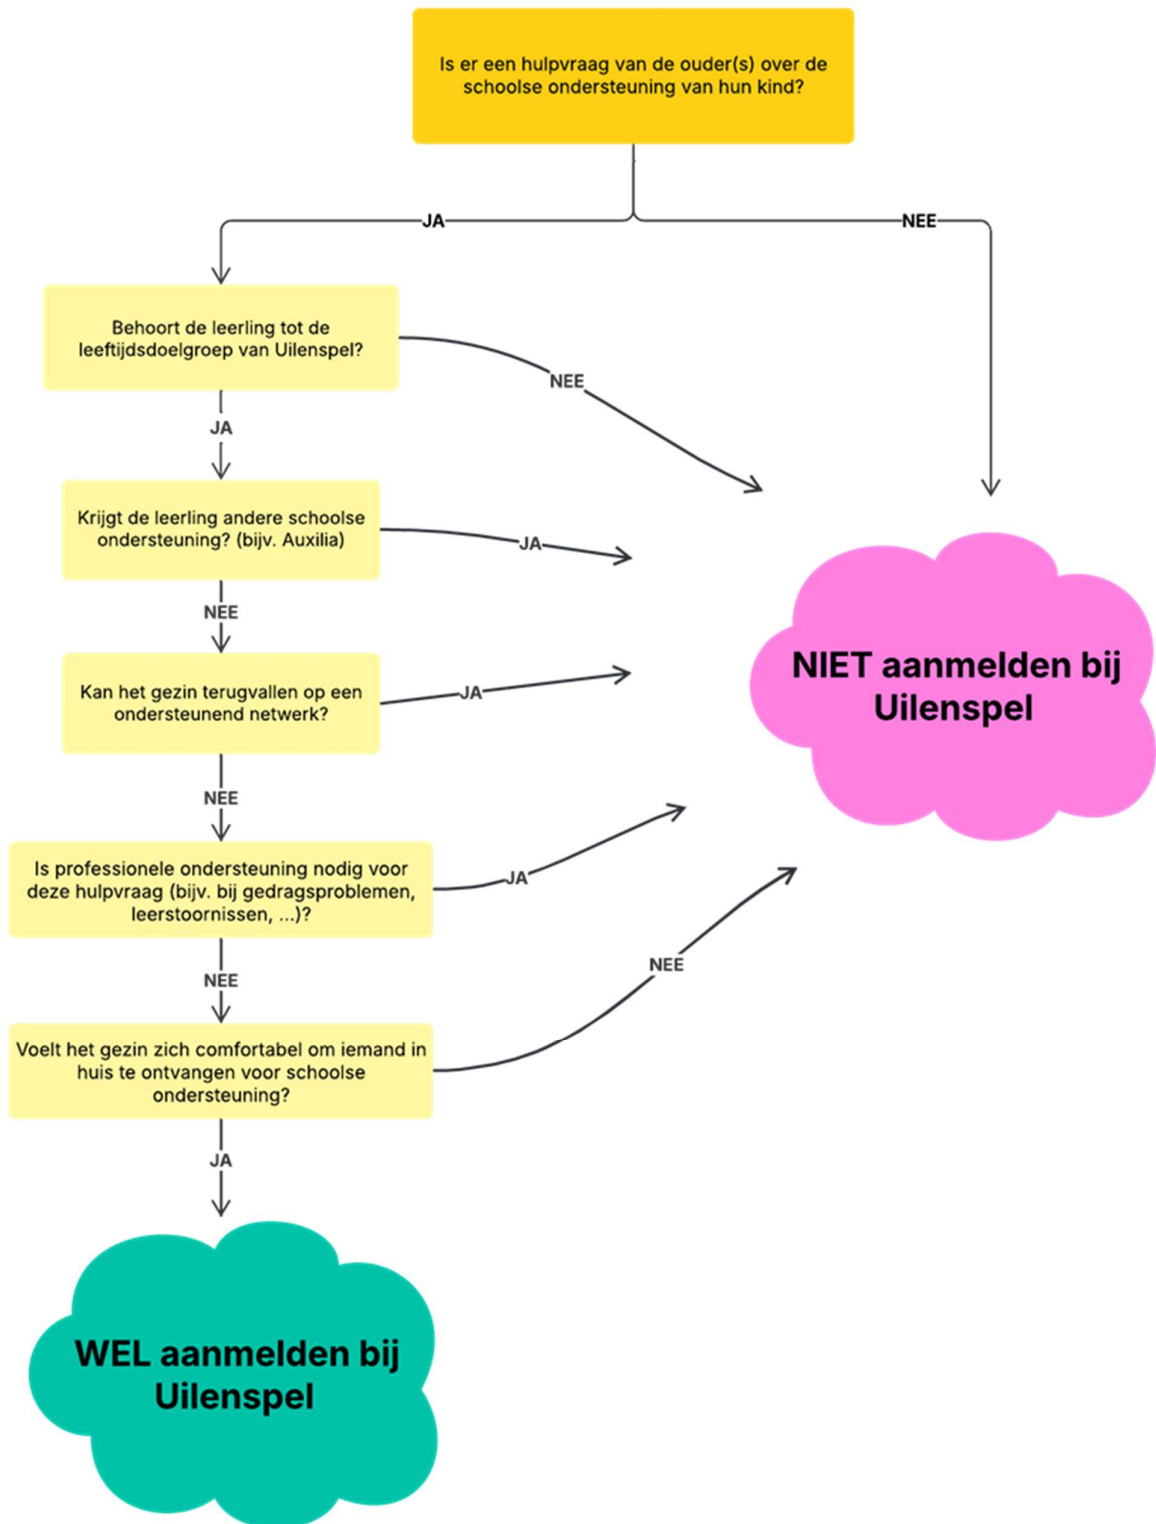 Is er een hulpvraag van de ouder(s) over de
schoolse ondersteuning van hun kind?
JA
NEE
Behoort de leerling tot de
leeftijdsdoelgroep van Uilenspel?
NEE
JA
Krijgt de leerling andere schoolse
ondersteuning? (bijv. Auxilia)
JA
NEE
Kan het gezin terugvallen op een
ondersteunend netwerk?
JA
NEE
NIET aanmelden bij
Uilenspel
Is professionele ondersteuning nodig voor
deze hulpvraag (bijv. bij gedragsproblemen,
leerstoornissen, ...)?
JA
NEE
Voelt het gezin zich comfortabel om iemand in
huis te ontvangen voor schoolse
ondersteuning?
NEE
JA
WEL aanmelden bij
Uilenspel